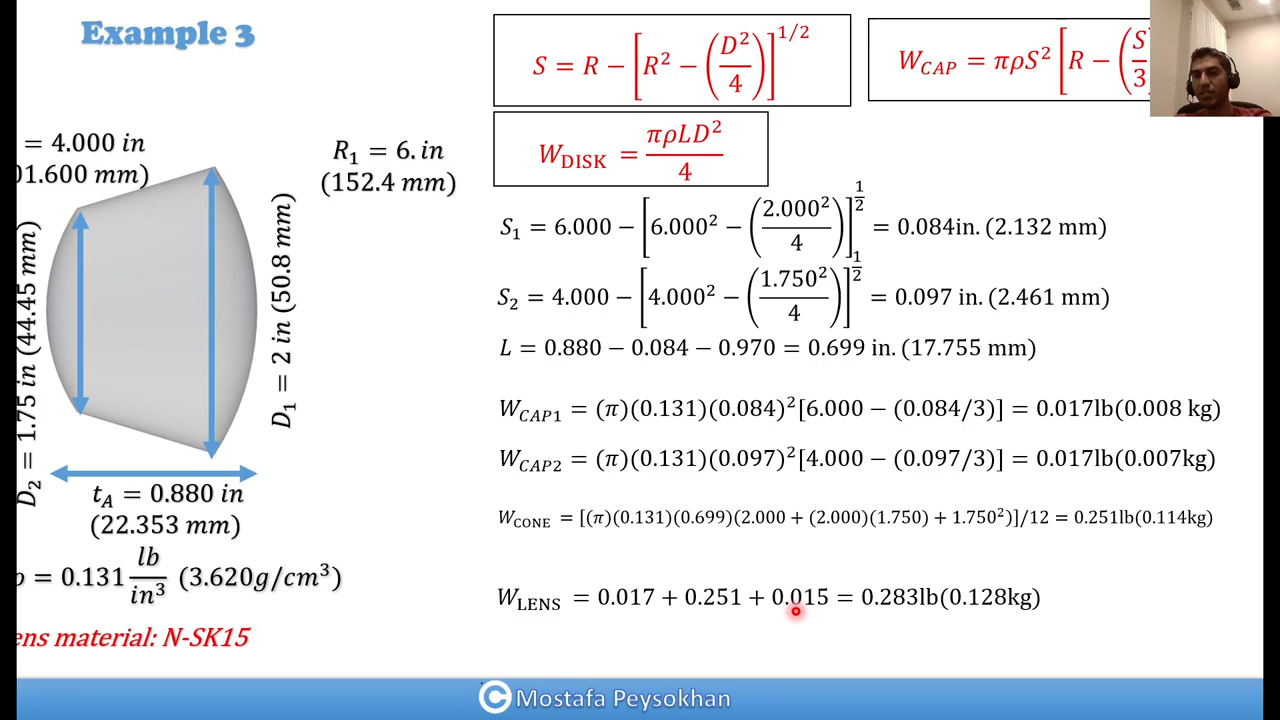 Example 3
S = R − [R² − (D²/4)]^1/2
W_CAP = πρS² [R − (S/3)
W_DISK = πρLD²/4
= 4.000 in
01.600 mm)
R₁ = 6. in
(152.4 mm)
D₂ = 1.75 in (44.45 mm)
D₁ = 2 in (50.8 mm)
t_A = 0.880 in
(22.353 mm)
= 0.131 lb/in³ (3.620g/cm³)
ens material: N-SK15
S₁ = 6.000 − [6.000² − (2.000²/4)]^1/2 = 0.084in. (2.132 mm)
S₂ = 4.000 − [4.000² − (1.750²/4)]^1/2 = 0.097 in. (2.461 mm)
L = 0.880 − 0.084 − 0.970 = 0.699 in. (17.755 mm)
W_CAP1 = (π)(0.131)(0.084)²[6.000 − (0.084/3)] = 0.017lb(0.008 kg)
W_CAP2 = (π)(0.131)(0.097)²[4.000 − (0.097/3)] = 0.017lb(0.007kg)
W_CONE = [(π)(0.131)(0.699)(2.000 + (2.000)(1.750) + 1.750²)]/12 = 0.251lb(0.114kg)
W_LENS = 0.017 + 0.251 + 0.015 = 0.283lb(0.128kg)
© Mostafa Peysokhan